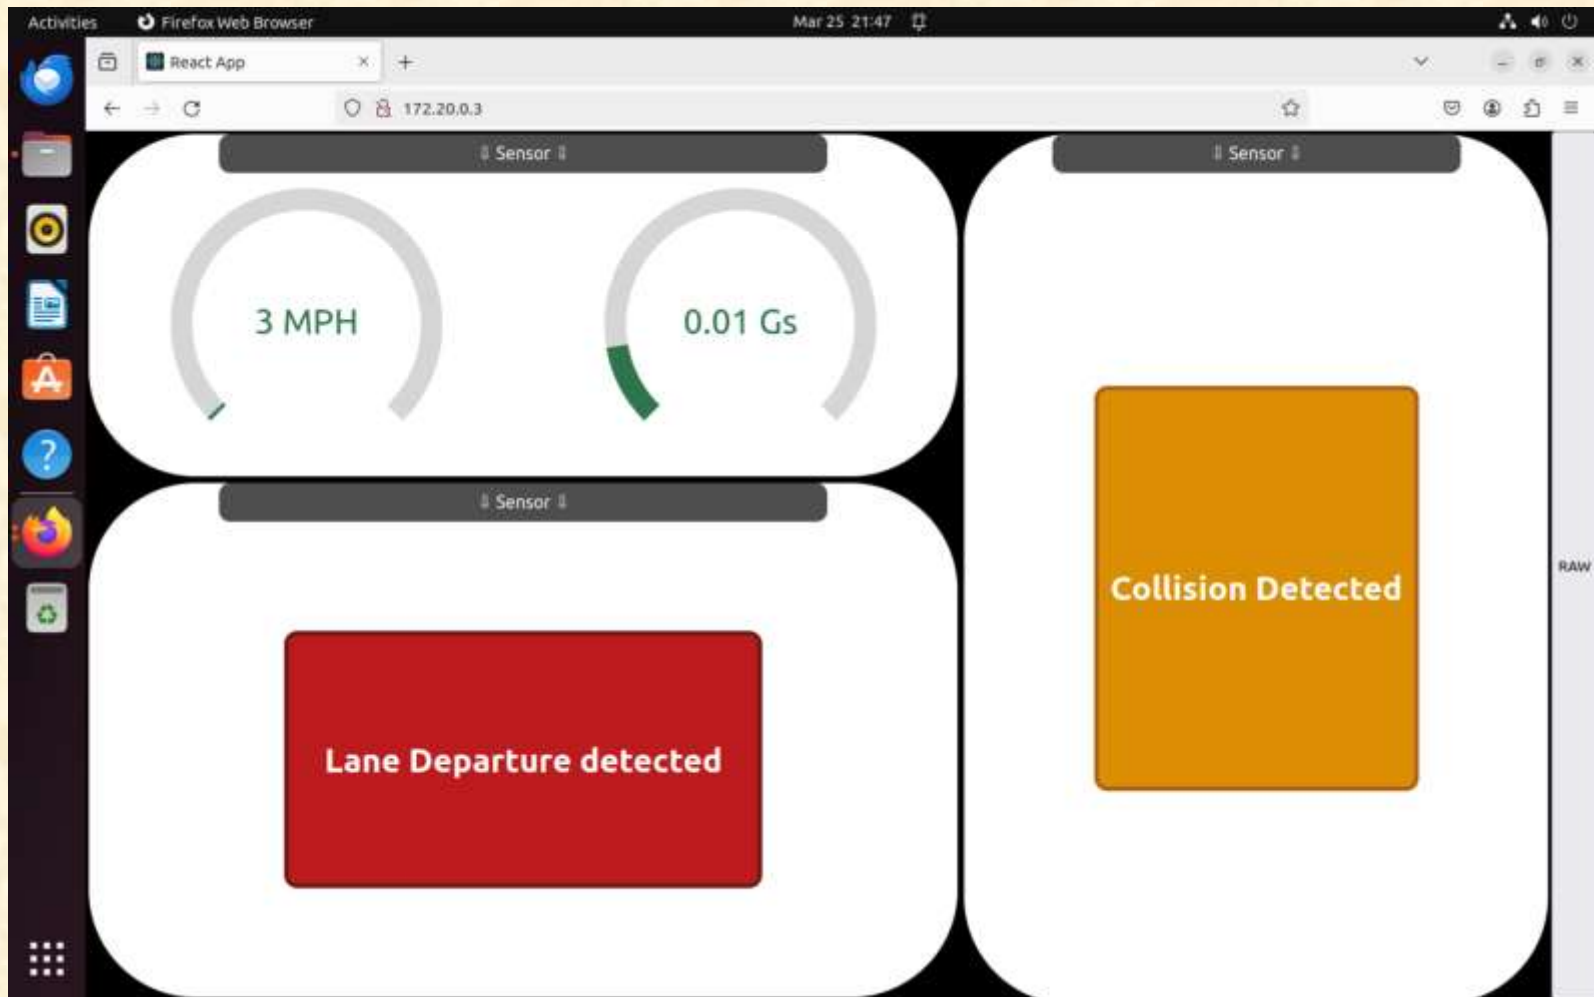 Activities Firefox Web Browser Mar 25 21:47
React App
172.20.0.3
⇩ Sensor ⇩
3 MPH 0.01 Gs
⇩ Sensor ⇩
Lane Departure detected
⇩ Sensor ⇩
Collision Detected
RAW